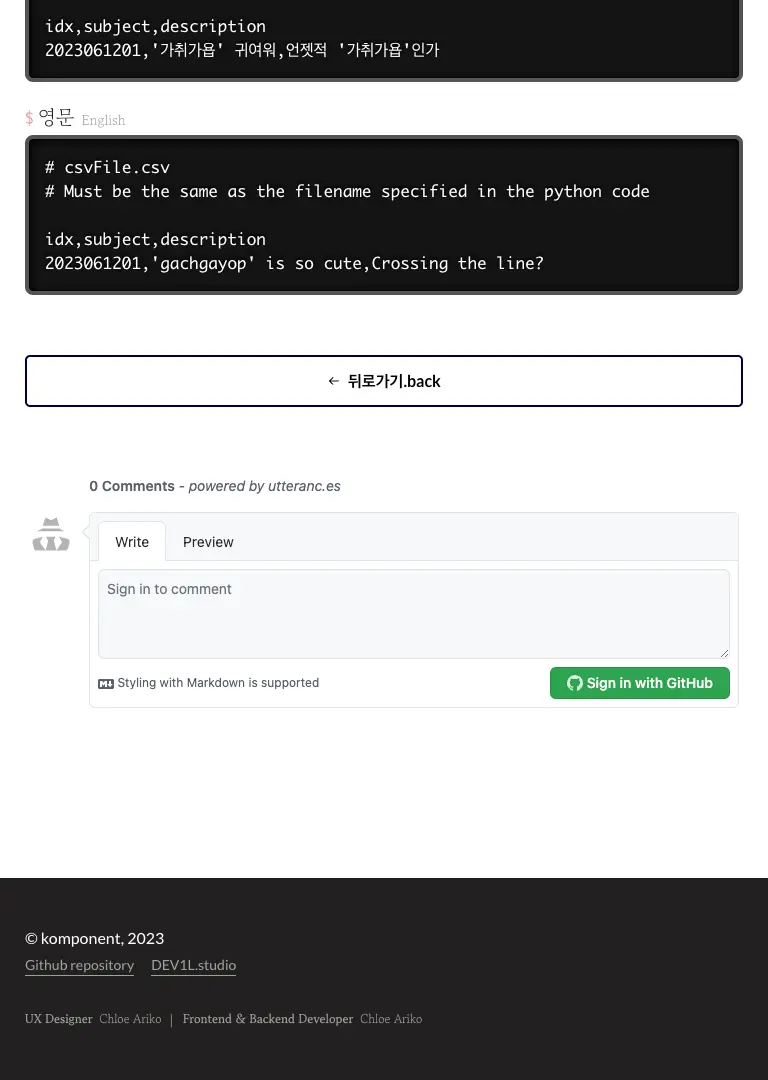 idx,subject,description
2023061201,'가취가욥' 귀여워,언젯적 '가취가욥'인가
$ 영문 English
# csvFile.csv
# Must be the same as the filename specified in the python code
idx,subject,description
2023061201,'gachgayop' is so cute,Crossing the line?
← 뒤로가기.back
0 Comments - powered by utteranc.es
Write Preview
Sign in to comment
Styling with Markdown is supported
Sign in with GitHub
© komponent, 2023
Github repository DEV1L.studio
UX Designer Chloe Ariko | Frontend & Backend Developer Chloe Ariko